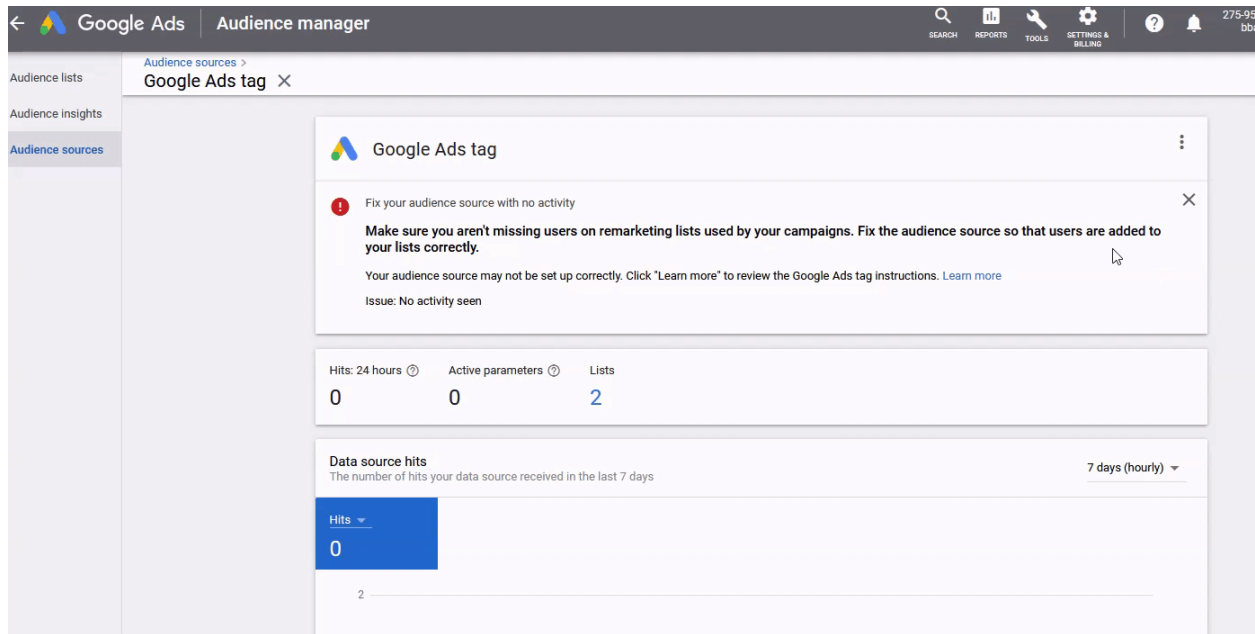 Google Ads
Audience manager
SEARCH
REPORTS
TOOLS
SETTINGS &
BILLING
275-95
Audience lists
Audience insights
Audience sources
Audience sources >
Google Ads tag
Google Ads tag
Fix your audience source with no activity
Make sure you aren't missing users on remarketing lists used by your campaigns. Fix the audience source so that users are added to
your lists correctly.
Your audience source may not be set up correctly. Click "Learn more" to review the Google Ads tag instructions. Learn more
Issue: No activity seen
Hits: 24 hours
Active parameters
Lists
0
0
2
Data source hits
The number of hits your data source received in the last 7 days
7 days (hourly)
Hits
0
2